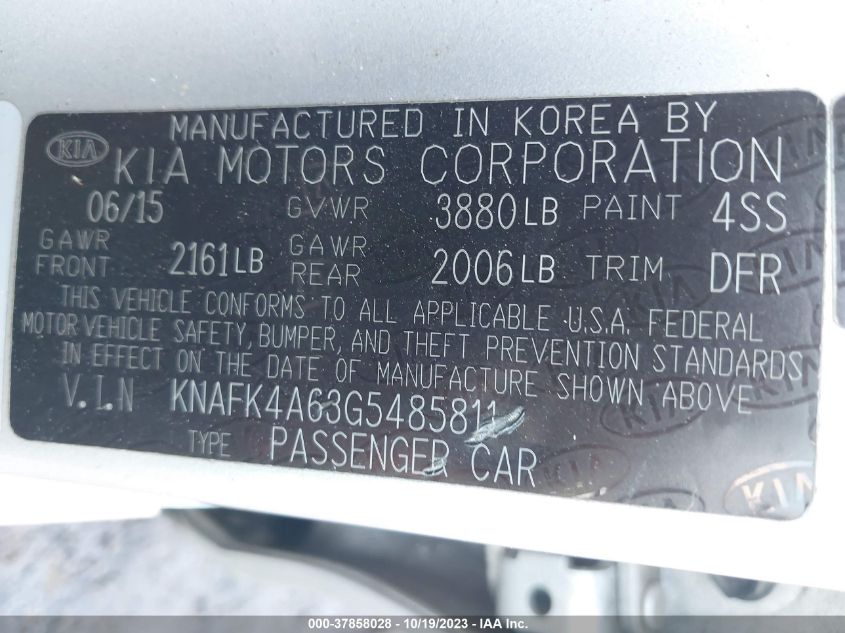 KIA
MANUFACTURED IN KOREA BY
KIA MOTORS CORPORATION
06/15 GVWR 3880LB PAINT 4SS
GAWR FRONT 2161LB GAWR REAR 2006LB TRIM DFR
THIS VEHICLE CONFORMS TO ALL APPLICABLE U.S.A. FEDERAL
MOTOR VEHICLE SAFETY, BUMPER, AND THEFT PREVENTION STANDARDS
IN EFFECT ON THE DATE OF MANUFACTURE SHOWN ABOVE
V.I.N KNAFK4A63G5485811
TYPE PASSENGER CAR
000-37858028 - 10/19/2023 - IAA Inc.